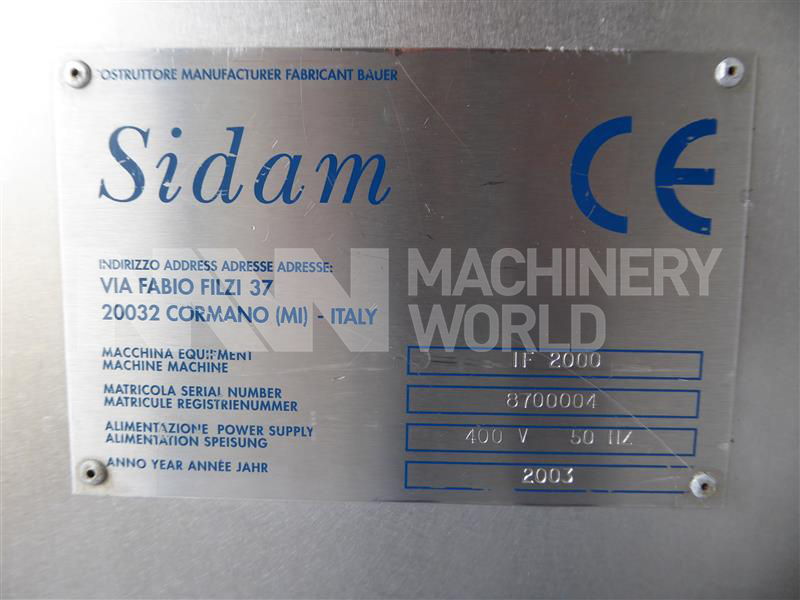 OSTRUTTORE MANUFACTURER FABRICANT BAUER
Sidam
CE
INDIRIZZO ADDRESS ADRESSE ADRESSE:
VIA FABIO FILZI 37
20032 CORMANO (MI) - ITALY
MACHINERY
WORLD
MACCHINA EQUIPMENT
MACHINE MACHINE
IF 2000
MATRICOLA SERIAL NUMBER
MATRICULE REGISTRIENUMMER
8700004
ALIMENTAZIONE POWER SUPPLY
ALIMENTATION SPEISUNG
400 V 50 HZ
ANNO YEAR ANNÉE JAHR
2003